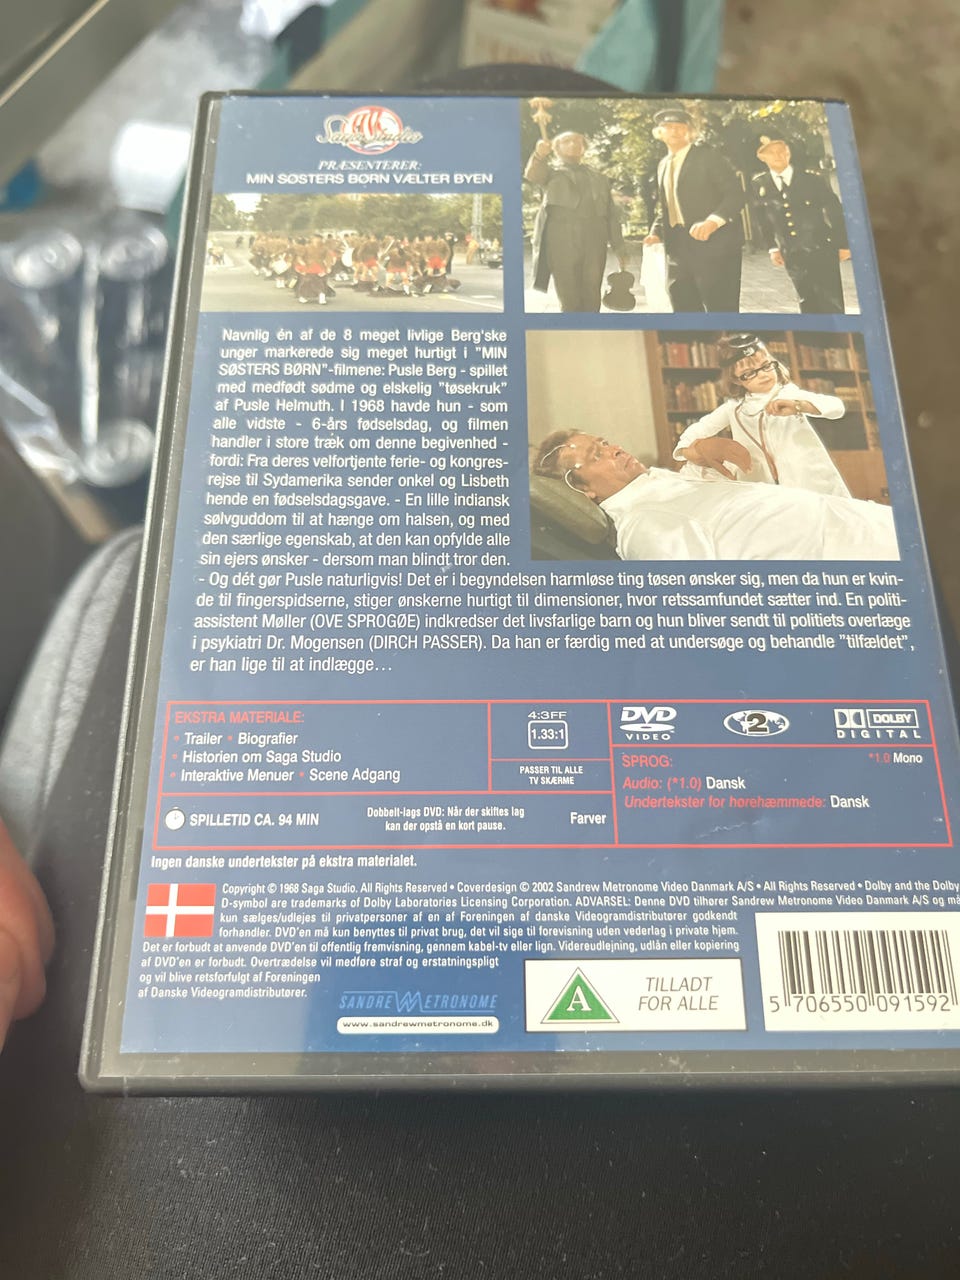 Saga Studio
PRÆSENTERER:
MIN SØSTERS BØRN VÆLTER BYEN
Navnlig én af de 8 meget livlige Berg'ske
unger markerede sig meget hurtigt i "MIN
SØSTERS BØRN"-filmene: Pusle Berg - spillet
med medfødt sødme og elskelig "tøsekruk"
af Pusle Helmuth. I 1968 havde hun - som
alle vidste - 6-års fødselsdag, og filmen
handler i store træk om denne begivenhed -
fordi: Fra deres velfortjente ferie- og kongres-
rejse til Sydamerika sender onkel og Lisbeth
hende en fødselsdagsgave. - En lille indiansk
sølvguddom til at hænge om halsen, og med
den særlige egenskab, at den kan opfylde alle
sin ejers ønsker - dersom man blindt tror den.
- Og dét gør Pusle naturligvis! Det er i begyndelsen harmløse ting tøsen ønsker sig, men da hun er kvin-
de til fingerspidserne, stiger ønskerne hurtigt til dimensioner, hvor retssamfundet sætter ind. En politi-
assistent Møller (OVE SPROGØE) indkredser det livsfarlige barn og hun bliver sendt til politiets overlæge
i psykiatri Dr. Mogensen (DIRCH PASSER). Da han er færdig med at undersøge og behandle "tilfældet",
er han lige til at indlægge...
EKSTRA MATERIALE:
• Trailer • Biografier
• Historien om Saga Studio
• Interaktive Menuer • Scene Adgang
4:3FF
1.33:1
PASSER TIL ALLE
TV SKÆRME
DVD
VIDEO
2
DOLBY
DIGITAL
SPROG:
*1.0 Mono
Audio: (*1.0) Dansk
Undertekster for hørehæmmede: Dansk
SPILLETID CA. 94 MIN
Dobbelt-lags DVD: Når der skiftes lag
kan der opstå en kort pause.
Farver
Ingen danske undertekster på ekstra materialet.
Copyright © 1968 Saga Studio. All Rights Reserved • Coverdesign © 2002 Sandrew Metronome Video Danmark A/S • All Rights Reserved • Dolby and the Dolby
D-symbol are trademarks of Dolby Laboratories Licensing Corporation. ADVARSEL: Denne DVD tilhører Sandrew Metronome Video Danmark A/S og må
kun sælges/udlejes til privatpersoner af en af Foreningen af danske Videogramdistributører godkendt
forhandler. DVD'en må kun benyttes til privat brug, det vil sige til forevisning uden vederlag i private hjem.
Det er forbudt at anvende DVD'en til offentlig fremvisning, gennem kabel-tv eller lign. Videreudlejning, udlån eller kopiering
af DVD'en er forbudt. Overtrædelse vil medføre straf og erstatningspligt
og vil blive retsforfulgt af Foreningen
af Danske Videogramdistributører.
SANDREW METRONOME
www.sandrewmetronome.dk
A
TILLADT
FOR ALLE
5 706550 091592